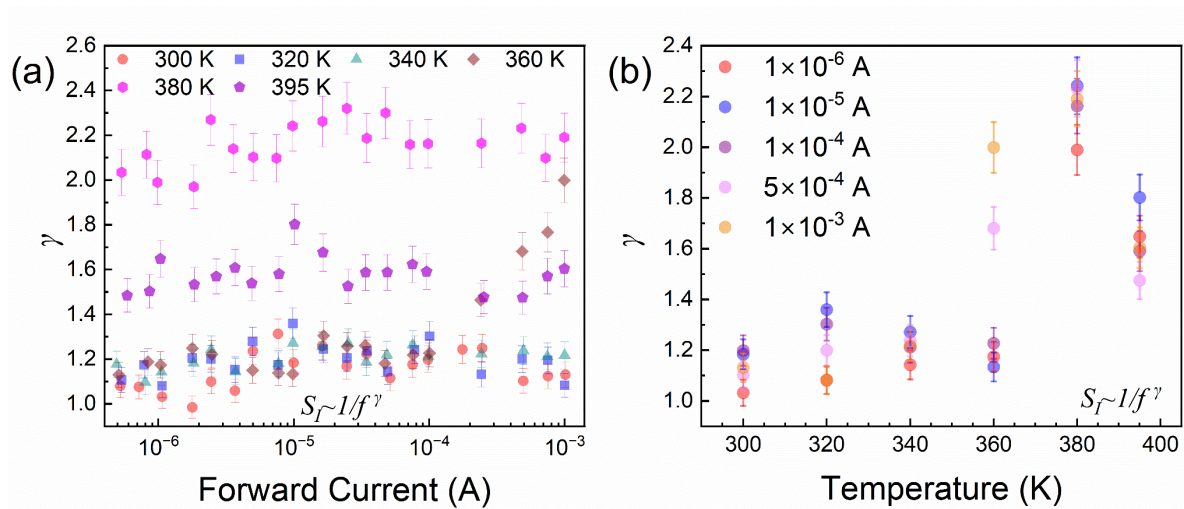 (a)
2.6
2.4
2.2
2.0
1.8
1.6
1.4
1.2
1.0
γ
300 K 320 K 340 K 360 K
380 K 395 K
S_I~1/f^γ
10⁻⁶ 10⁻⁵ 10⁻⁴ 10⁻³
Forward Current (A)
(b)
2.4
2.2
2.0
1.8
1.6
1.4
1.2
1.0
γ
1×10⁻⁶ A
1×10⁻⁵ A
1×10⁻⁴ A
5×10⁻⁴ A
1×10⁻³ A
S_I~1/f^γ
300 320 340 360 380 400
Temperature (K)